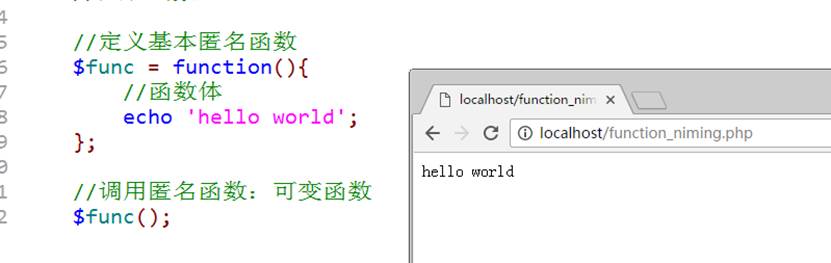 4
5 //定义基本匿名函数
6 $func = function(){
7 //函数体
8 echo 'hello world';
9 };
0
1 //调用匿名函数：可变函数
2 $func();
localhost/function_nim
localhost/function_niming.php
hello world